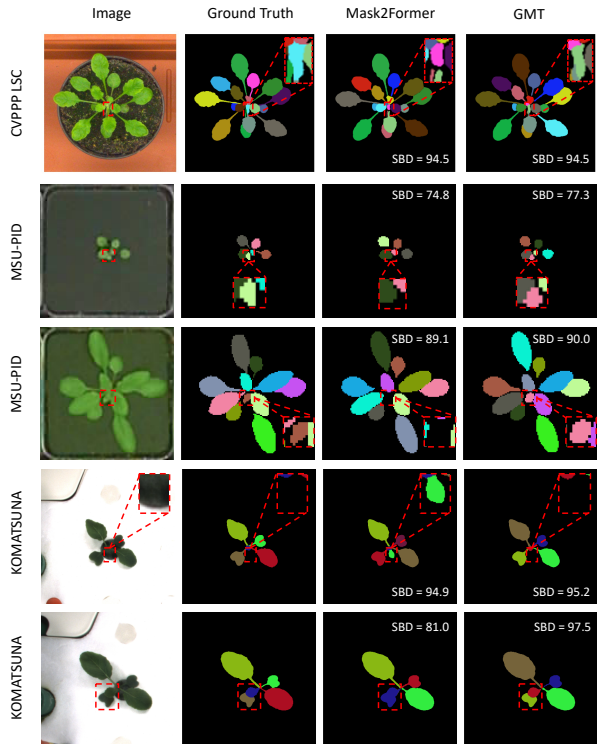 Image Ground Truth Mask2Former GMT
CVPPP LSC
SBD = 94.5 SBD = 94.5
MSU-PID
SBD = 74.8 SBD = 77.3
MSU-PID
SBD = 89.1 SBD = 90.0
KOMATSUNA
SBD = 94.9 SBD = 95.2
KOMATSUNA
SBD = 81.0 SBD = 97.5